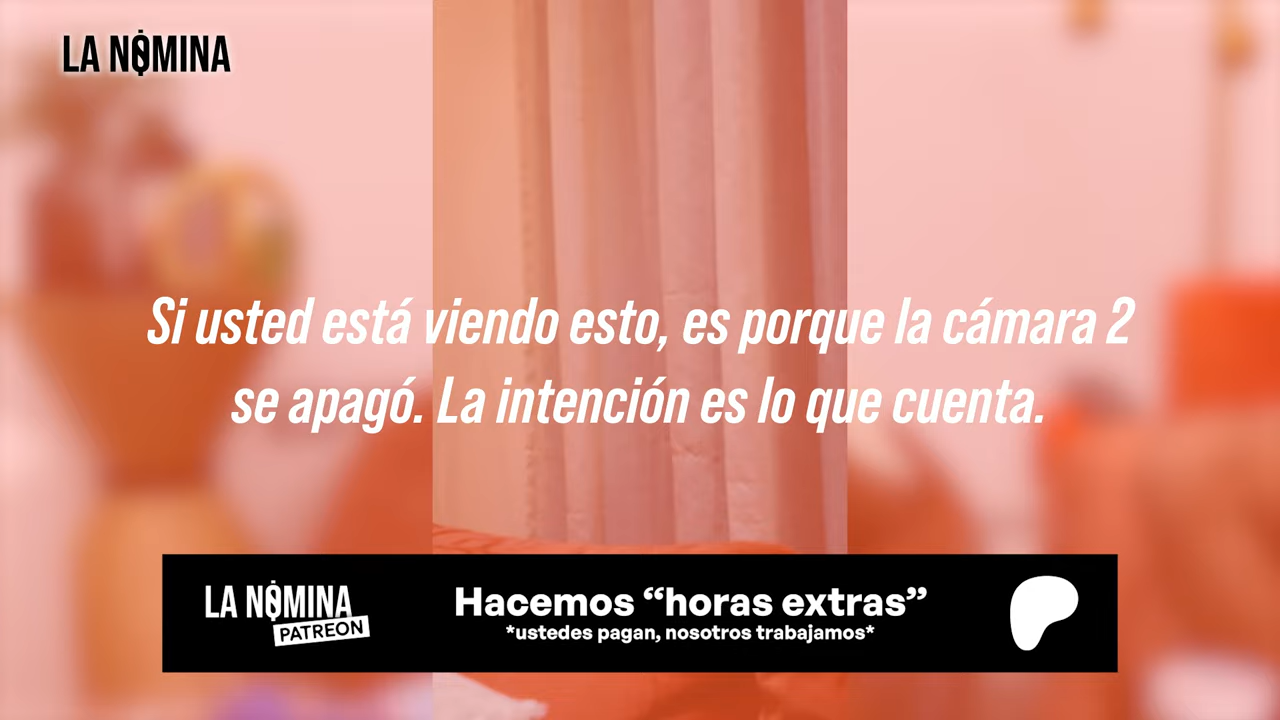 LA NÓMINA
Si usted está viendo esto, es porque la cámara 2
se apagó. La intención es lo que cuenta.
LA NÓMINA
PATREON
Hacemos “horas extras”
*ustedes pagan, nosotros trabajamos*